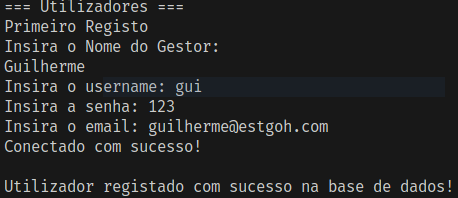 === Utilizadores ===
Primeiro Registo
Insira o Nome do Gestor:
Guilherme
Insira o username: gui
Insira a senha: 123
Insira o email: guilherme@estgoh.com
Conectado com sucesso!
Utilizador registado com sucesso na base de dados!